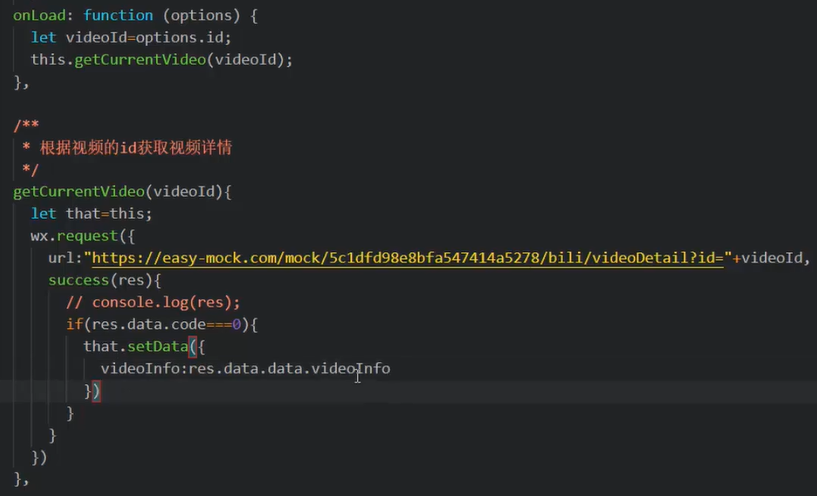 onLoad: function (options) {
let videoId=options.id;
this.getCurrentVideo(videoId);
},
/**
* 根据视频的id获取视频详情
*/
getCurrentVideo(videoId){
let that=this;
wx.request({
url:"https://easy-mock.com/mock/5c1dfd98e8bfa547414a5278/bili/videoDetail?id="+videoId,
success(res){
// console.log(res);
if(res.data.code===0){
that.setData({
videoInfo:res.data.data.videoInfo
})
}
}
})
},